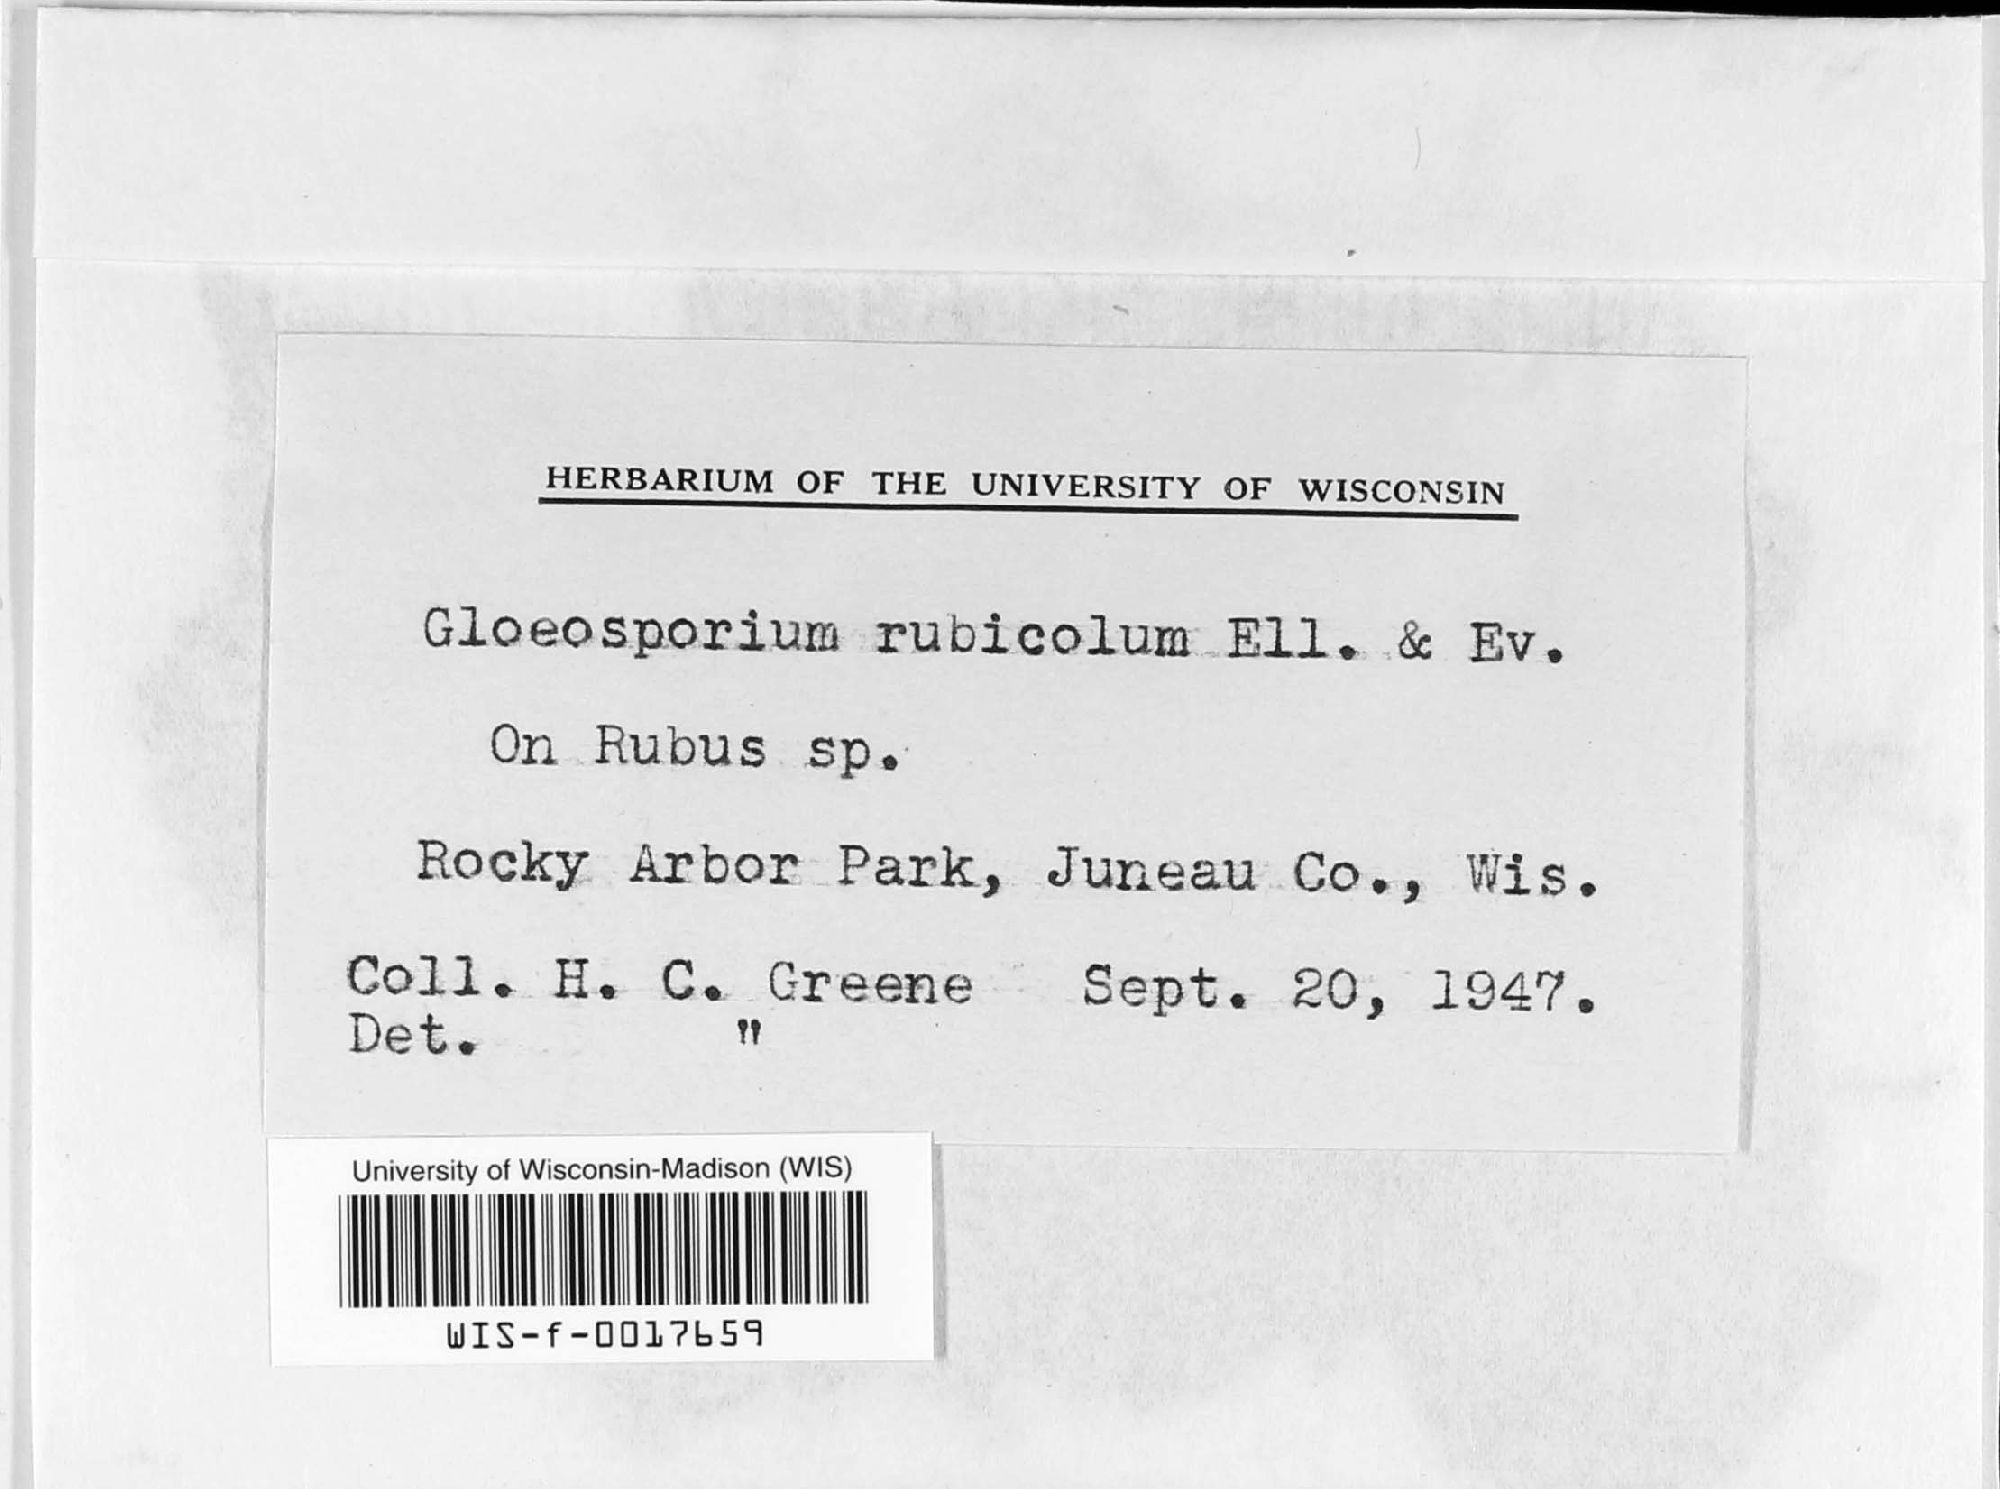 HERBARIUM OF THE UNIVERSITY OF WISCONSIN
Gloeosporium rubicolum Ell. & Ev.
On Rubus sp.
Rocky Arbor Park, Juneau Co., Wis.
Coll. H. C. Greene Sept. 20, 1947.
Det. "
University of Wisconsin-Madison (WIS)
WIS-f-0017659